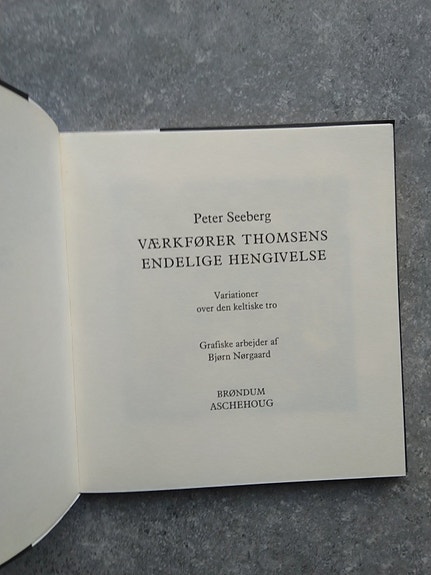 Peter Seeberg
VÆRKFØRER THOMSENS
ENDELIGE HENGIVELSE
Variationer
over den keltiske tro
Grafiske arbejder af
Bjørn Nørgaard
BRØNDUM
ASCHEHOUG